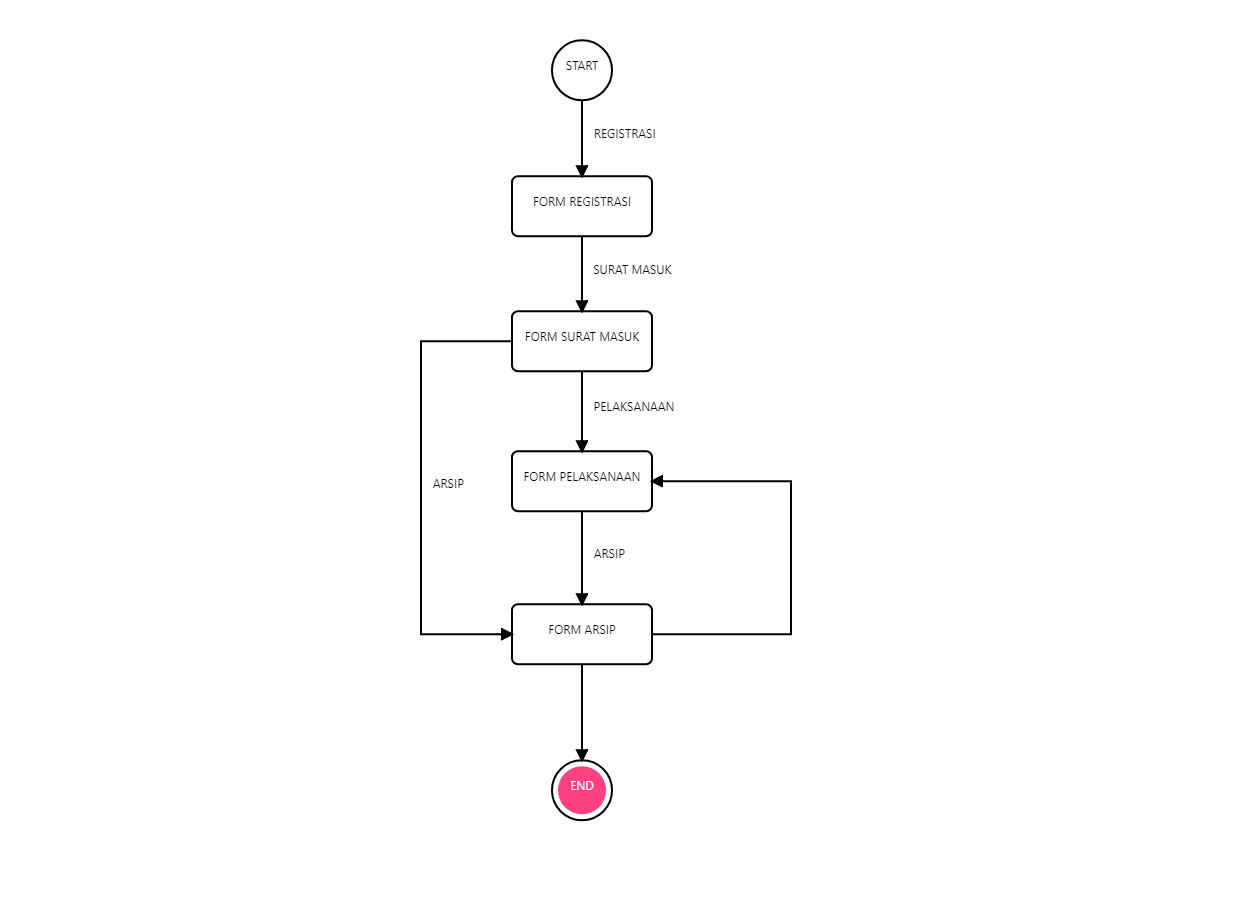 START
REGISTRASI
FORM REGISTRASI
SURAT MASUK
FORM SURAT MASUK
PELAKSANAAN
FORM PELAKSANAAN
ARSIP
ARSIP
FORM ARSIP
END